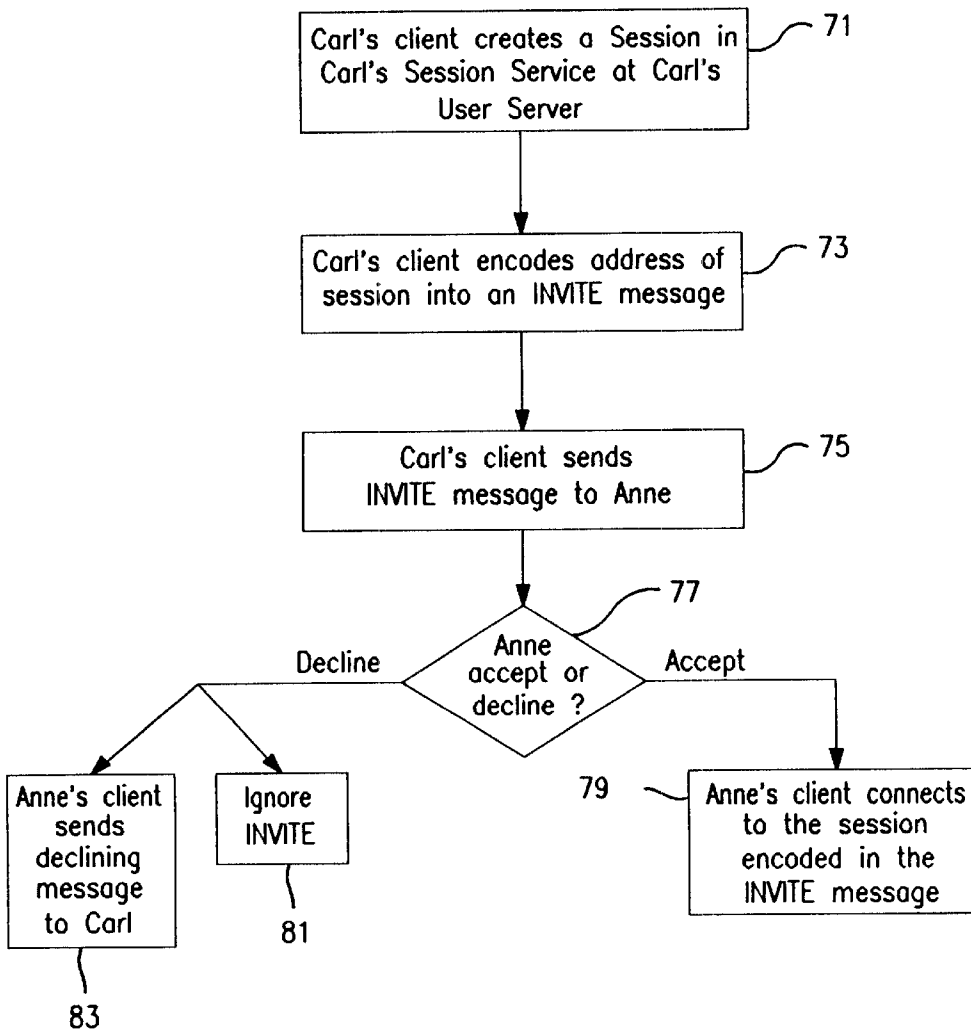 Carl's client creates a Session in
Carl's Session Service at Carl's
User Server
71
Carl's client encodes address of
session into an INVITE message
73
Carl's client sends
INVITE message to Anne
75
77
Anne
accept or
decline ?
Decline
Accept
Anne's client
sends
declining
message
to Carl
83
Ignore
INVITE
81
79
Anne's client connects
to the session
encoded in the
INVITE message